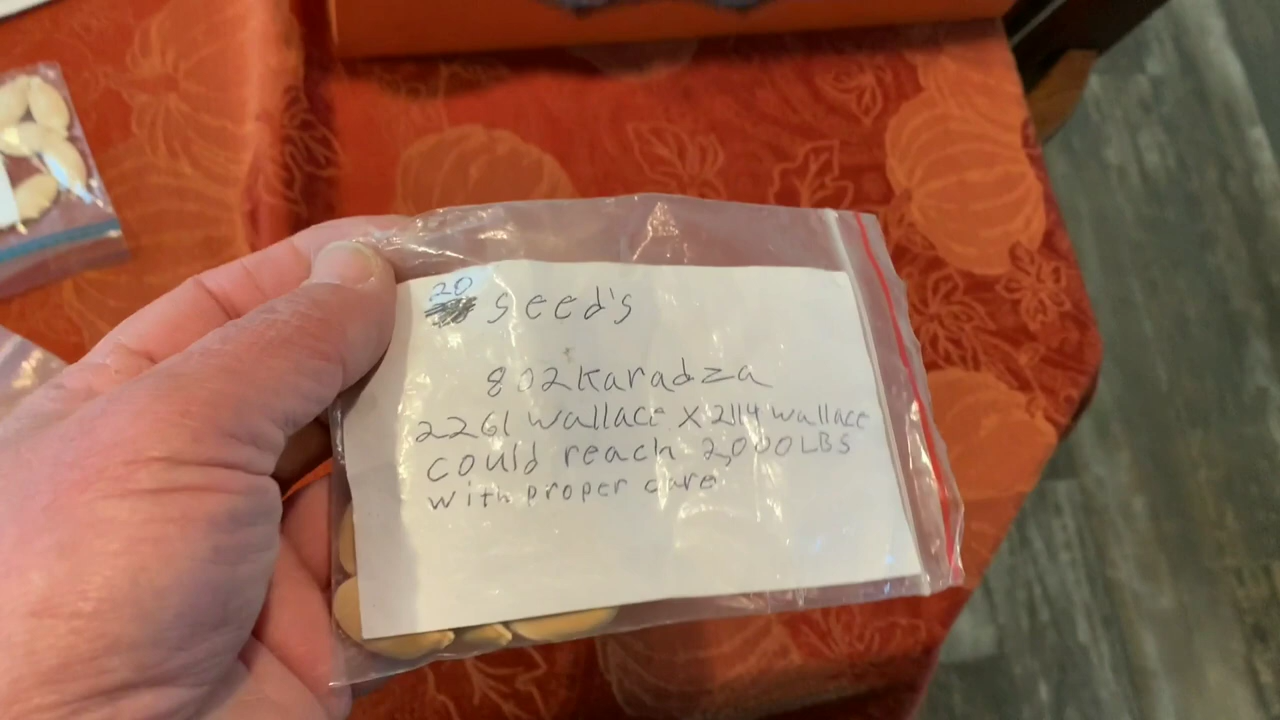 20 seed's
802 Karadza
2261 wallace X 2114 wallace
could reach 2,000 LBS
with proper care